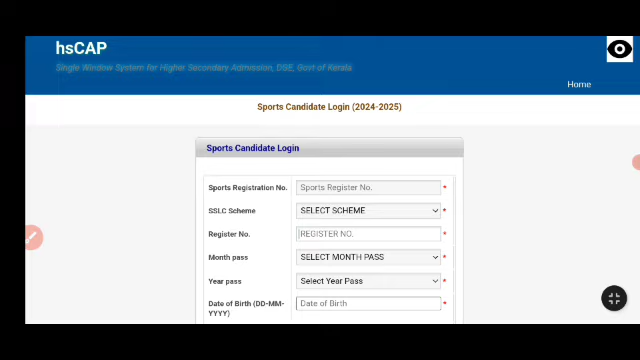 hsCAP
Single Window System for Higher Secondary Admission, DSE, Govt of Kerala
Home
Sports Candidate Login (2024-2025)
Sports Candidate Login
Sports Registration No. Sports Register No. *
SSLC Scheme SELECT SCHEME *
Register No. REGISTER NO. *
Month pass SELECT MONTH PASS *
Year pass Select Year Pass *
Date of Birth (DD-MM-YYYY) Date of Birth *